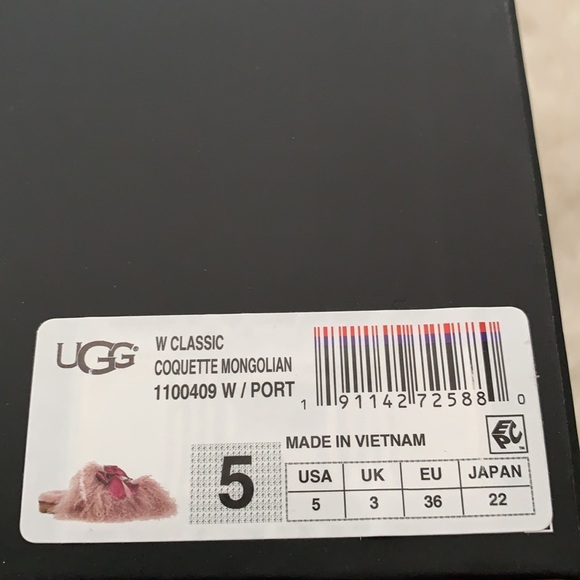 UGG®
W CLASSIC
COQUETTE MONGOLIAN
1100409 W / PORT
1 91142 72588 0
MADE IN VIETNAM
EPC™
5
USA UK EU JAPAN
5 3 36 22